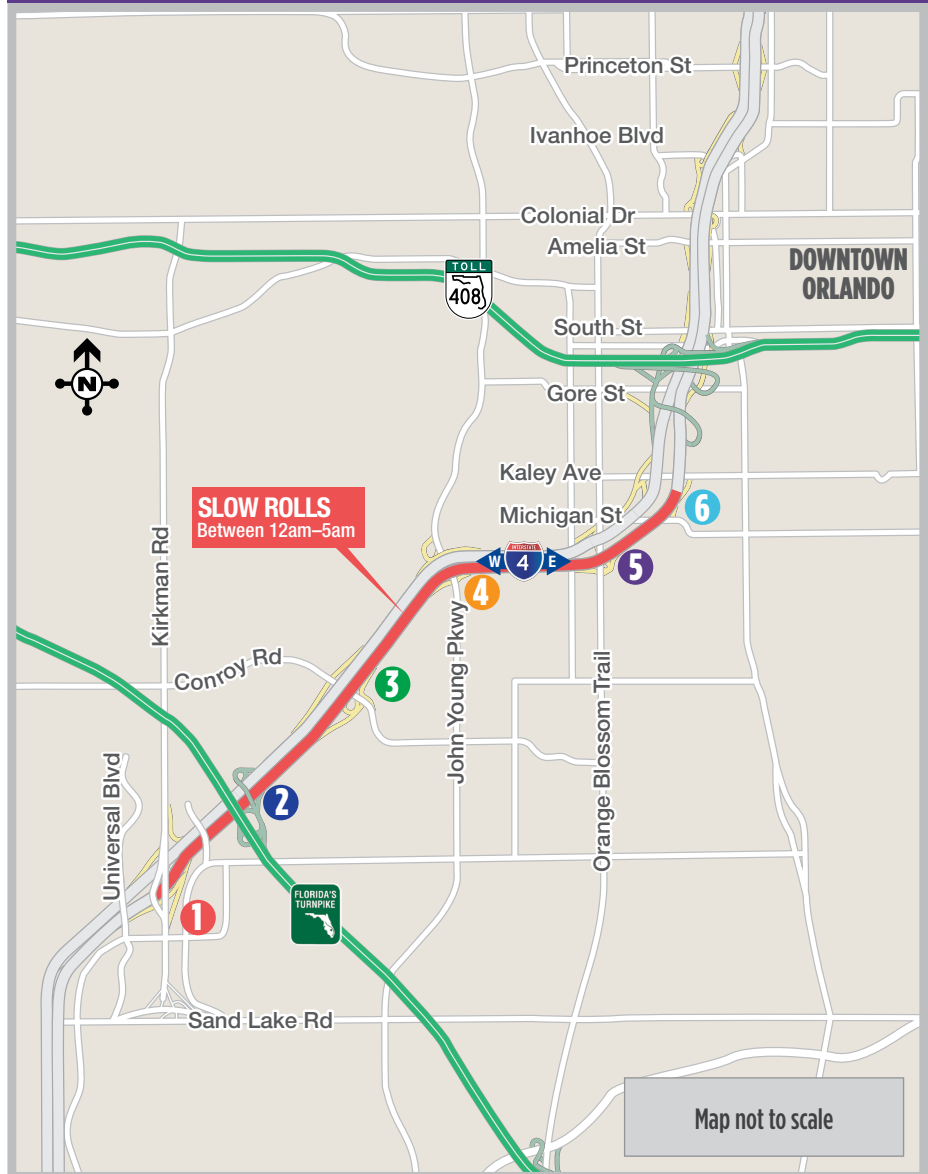 Princeton St
Ivanhoe Blvd
Colonial Dr
Amelia St
DOWNTOWN
ORLANDO
TOLL
408
South St
N
Gore St
Kaley Ave
SLOW ROLLS
Between 12am–5am
Michigan St
6
Kirkman Rd
W
INTERSTATE
4
E
5
4
Conroy Rd
3
John Young Pkwy
Orange Blossom Trail
Universal Blvd
2
FLORIDA'S
TURNPIKE
1
Sand Lake Rd
Map not to scale